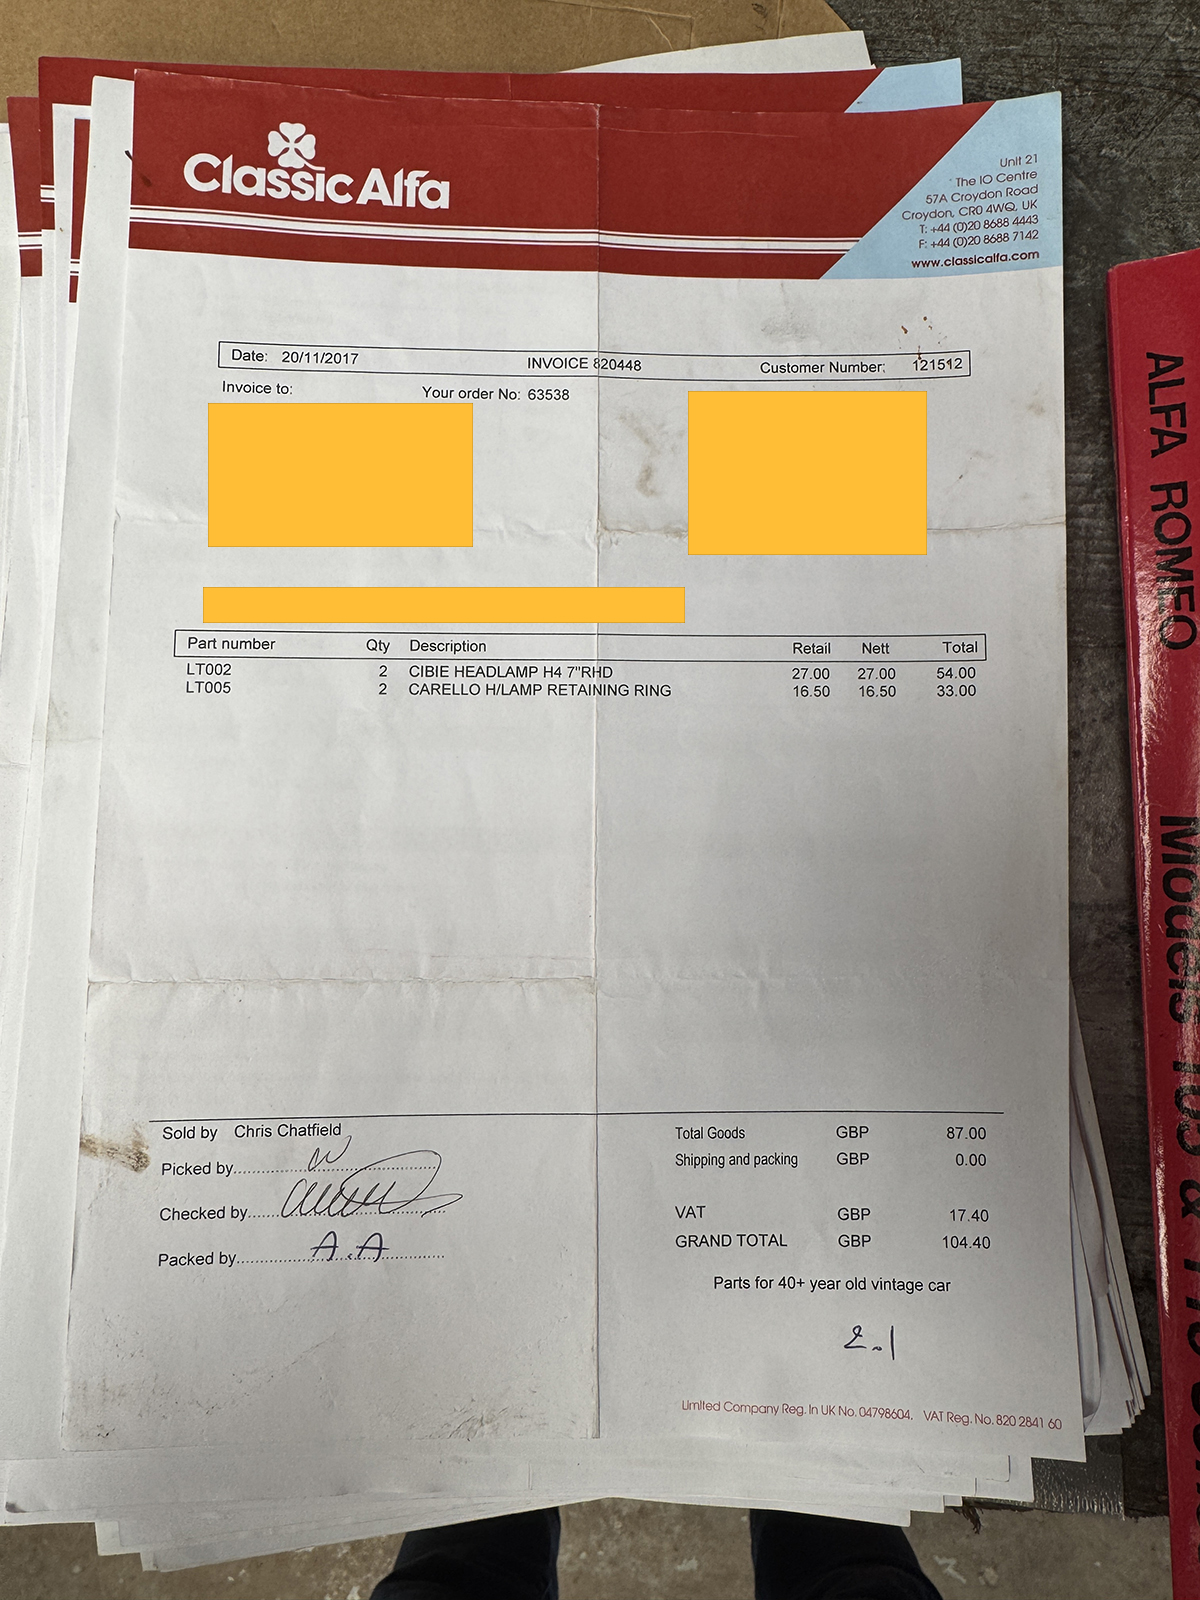 Classic Alfa
Unit 21
The IO Centre
57A Croydon Road
Croydon, CR0 4WQ, UK
T: +44 (0)20 8688 4443
F: +44 (0)20 8688 7142
www.classicalfa.com
Date: 20/11/2017 INVOICE 820448 Customer Number: 121512
Invoice to: Your order No: 63538
Part number Qty Description Retail Nett Total
LT002 2 CIBIE HEADLAMP H4 7"RHD 27.00 27.00 54.00
LT005 2 CARELLO H/LAMP RETAINING RING 16.50 16.50 33.00
Sold by Chris Chatfield
Picked by
Checked by
Packed by A.A
Total Goods GBP 87.00
Shipping and packing GBP 0.00
VAT GBP 17.40
GRAND TOTAL GBP 104.40
Parts for 40+ year old vintage car
2.1
Limited Company Reg. In UK No. 04798604. VAT Reg. No. 820 2841 60
ALFA ROMEO
Models 105 &